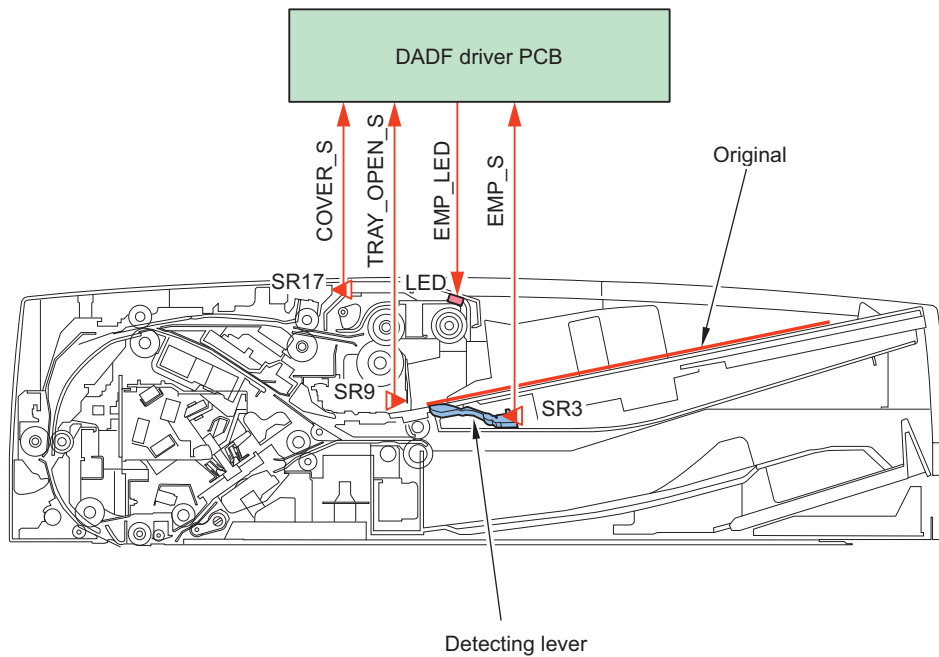 DADF driver PCB
COVER_S
TRAY_OPEN_S
EMP_LED
EMP_S
Original
SR17
LED
SR9
SR3
Detecting lever